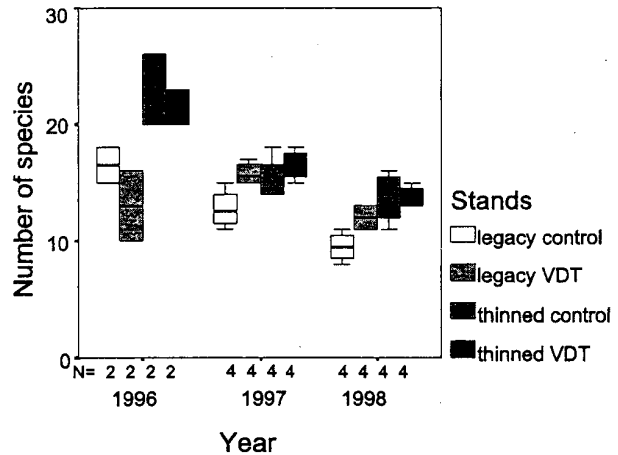 30
20
10
0
Number of species
N= 2 2 2 2 4 4 4 4 4 4 4 4
1996 1997 1998
Year
Stands
legacy control
legacy VDT
thinned control
thinned VDT